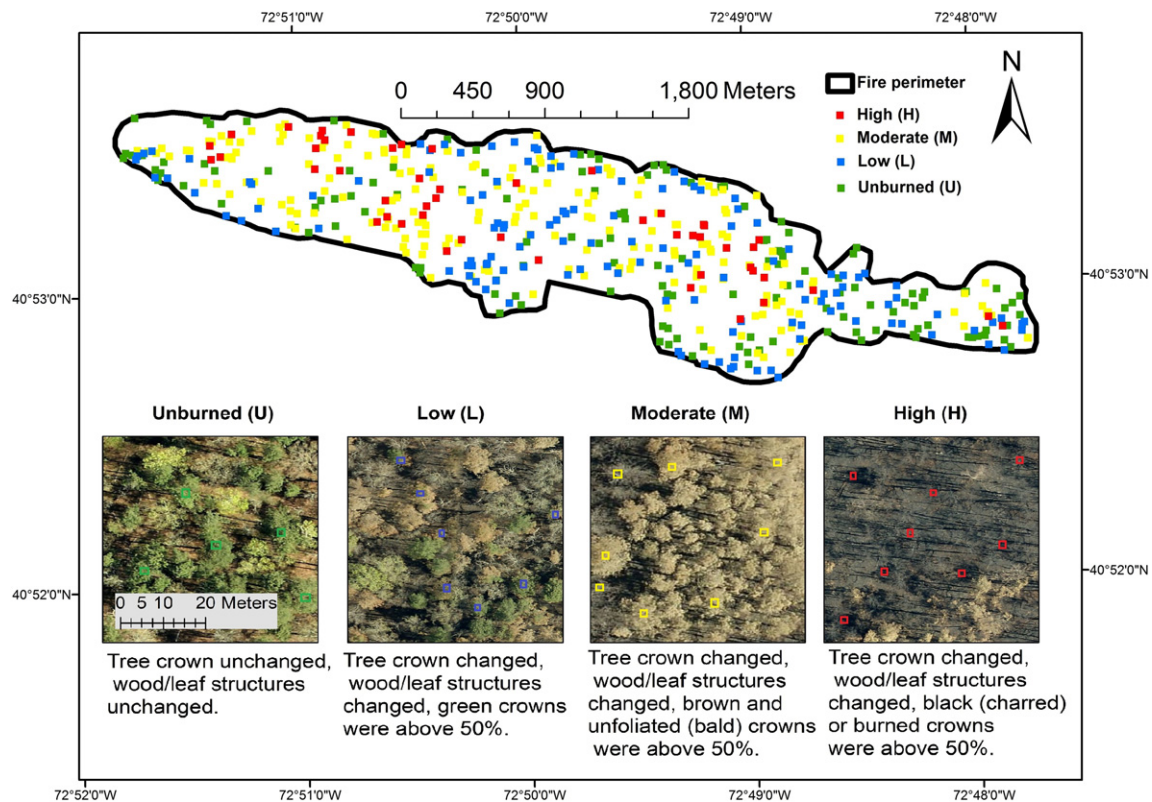 72°51'0"W 72°50'0"W 72°49'0"W 72°48'0"W
N
0 450 900 1,800 Meters
Fire perimeter
High (H)
Moderate (M)
Low (L)
Unburned (U)
40°53'0"N
40°53'0"N
Unburned (U)
Low (L)
Moderate (M)
High (H)
0 5 10 20 Meters
40°52'0"N
40°52'0"N
Tree crown unchanged,
wood/leaf structures
unchanged.
Tree crown changed,
wood/leaf structures
changed, green crowns
were above 50%.
Tree crown changed,
wood/leaf structures
changed, brown and
unfoliated (bald) crowns
were above 50%.
Tree crown changed,
wood/leaf structures
changed, black (charred)
or burned crowns
were above 50%.
72°52'0"W 72°51'0"W 72°50'0"W 72°49'0"W 72°48'0"W